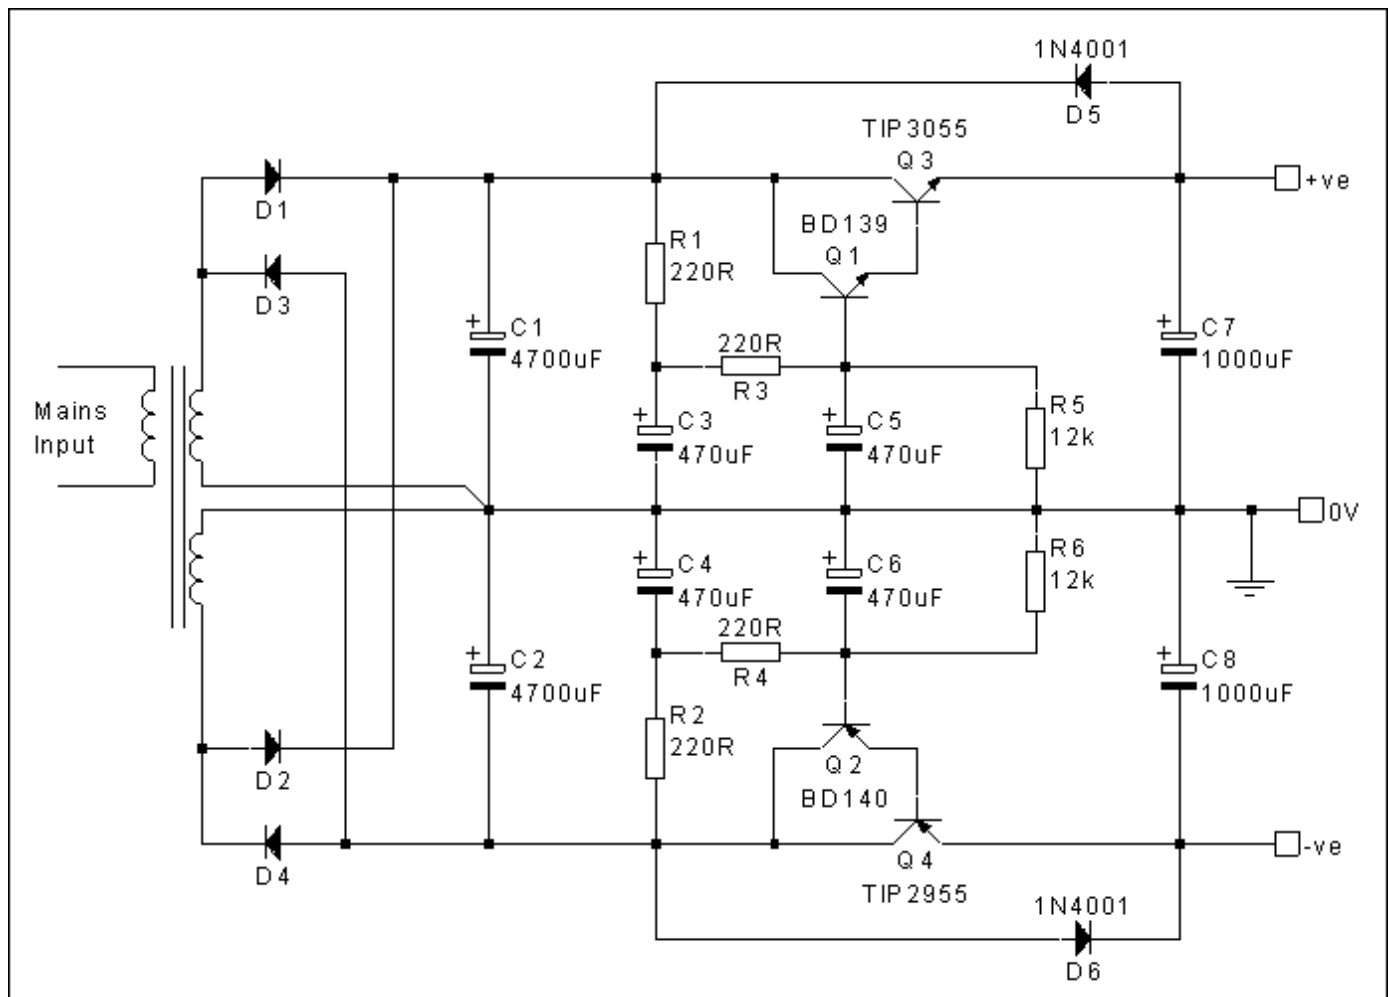 1N4001
D5
TIP3055
Q3
D1
+ve
BD139
Q1
R1
220R
D3
+
C1
4700uF
+
C7
1000uF
220R
R3
Mains
Input
+
C3
470uF
+
C5
470uF
R5
12k
0V
+
C4
470uF
+
C6
470uF
R6
12k
220R
R4
+
C2
4700uF
+
C8
1000uF
R2
220R
D2
Q2
BD140
D4
Q4
TIP2955
-ve
1N4001
D6